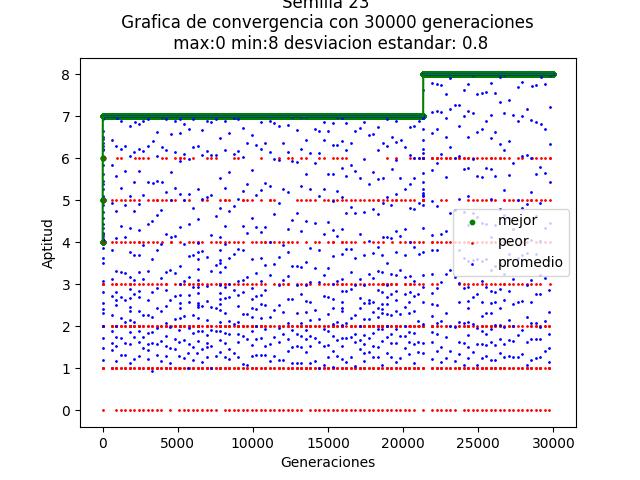 Semilla 23
Grafica de convergencia con 30000 generaciones
max:0 min:8 desviacion estandar: 0.8
8
7
6
5
4
3
2
1
0
Aptitud
mejor
peor
promedio
0 5000 10000 15000 20000 25000 30000
Generaciones